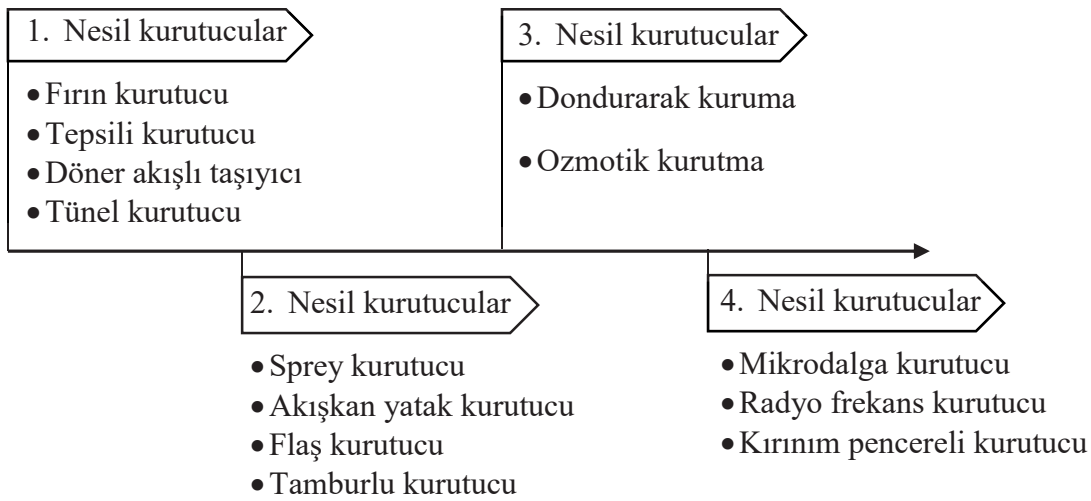 1. Nesil kurutucular
• Fırın kurutucu
• Tepsili kurutucu
• Döner akışlı taşıyıcı
• Tünel kurutucu
3. Nesil kurutucular
• Dondurarak kuruma
• Ozmotik kurutma
2. Nesil kurutucular
• Sprey kurutucu
• Akışkan yatak kurutucu
• Flaş kurutucu
• Tamburlu kurutucu
4. Nesil kurutucular
• Mikrodalga kurutucu
• Radyo frekans kurutucu
• Kırınım pencereli kurutucu